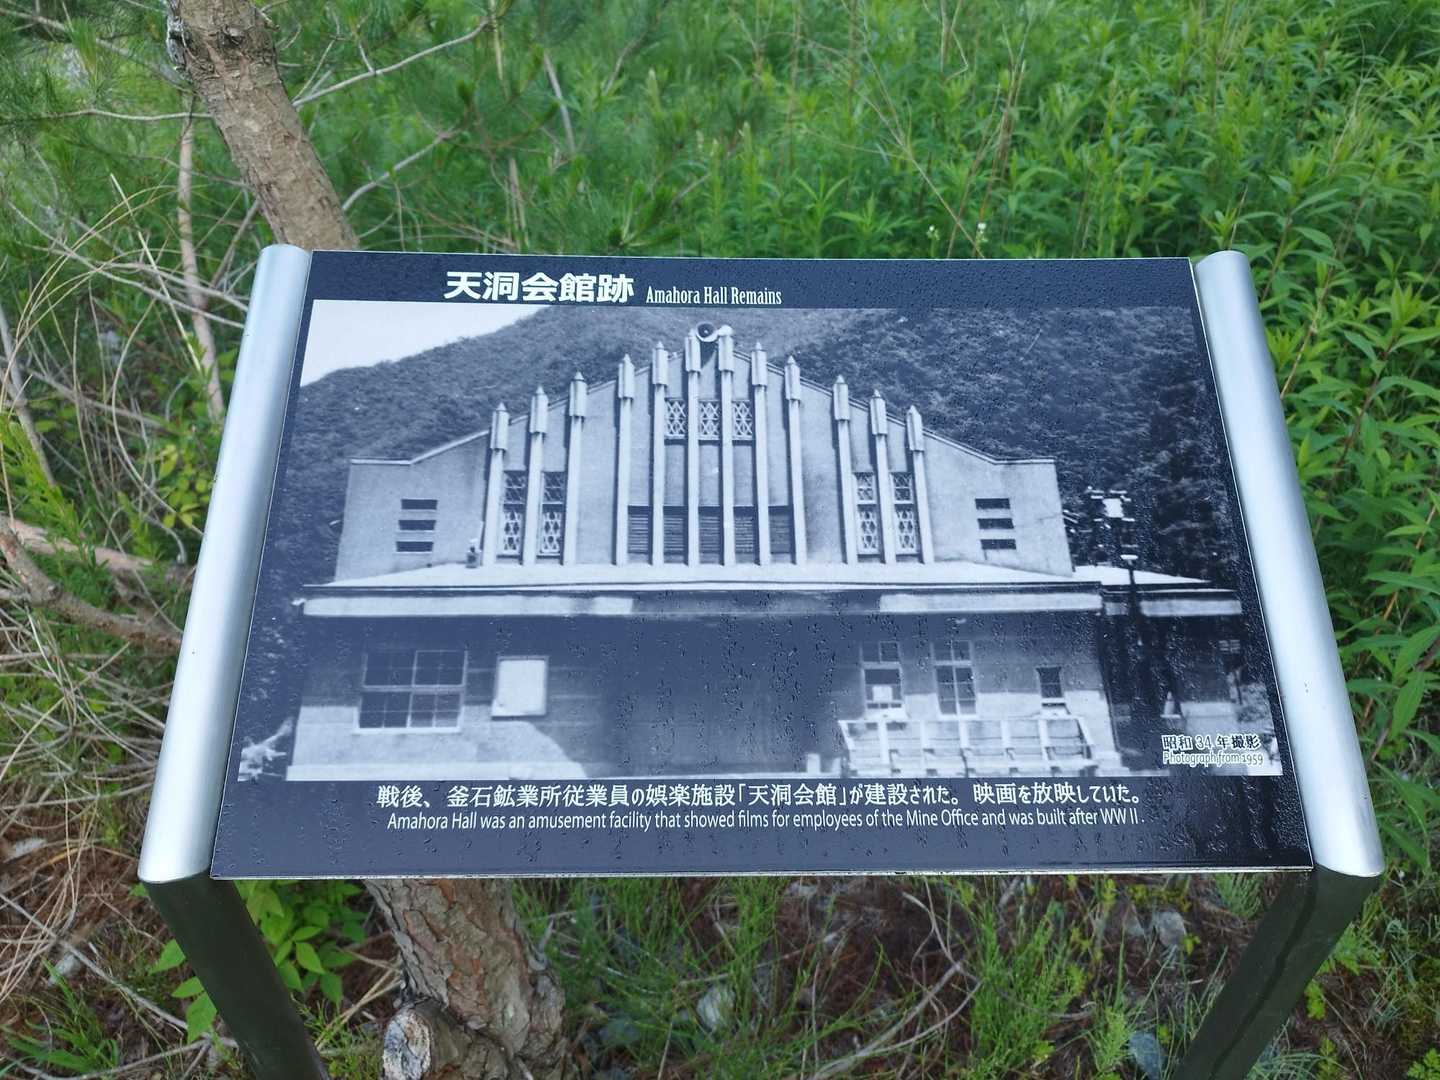 天洞会館跡 Amahora Hall Remains
昭和34年撮影
Photograph from 1959
戦後、釜石鉱業所従業員の娯楽施設「天洞会館」が建設された。映画を放映していた。
Amahora Hall was an amusement facility that showed films for employees of the Mine Office and was built after WW II.